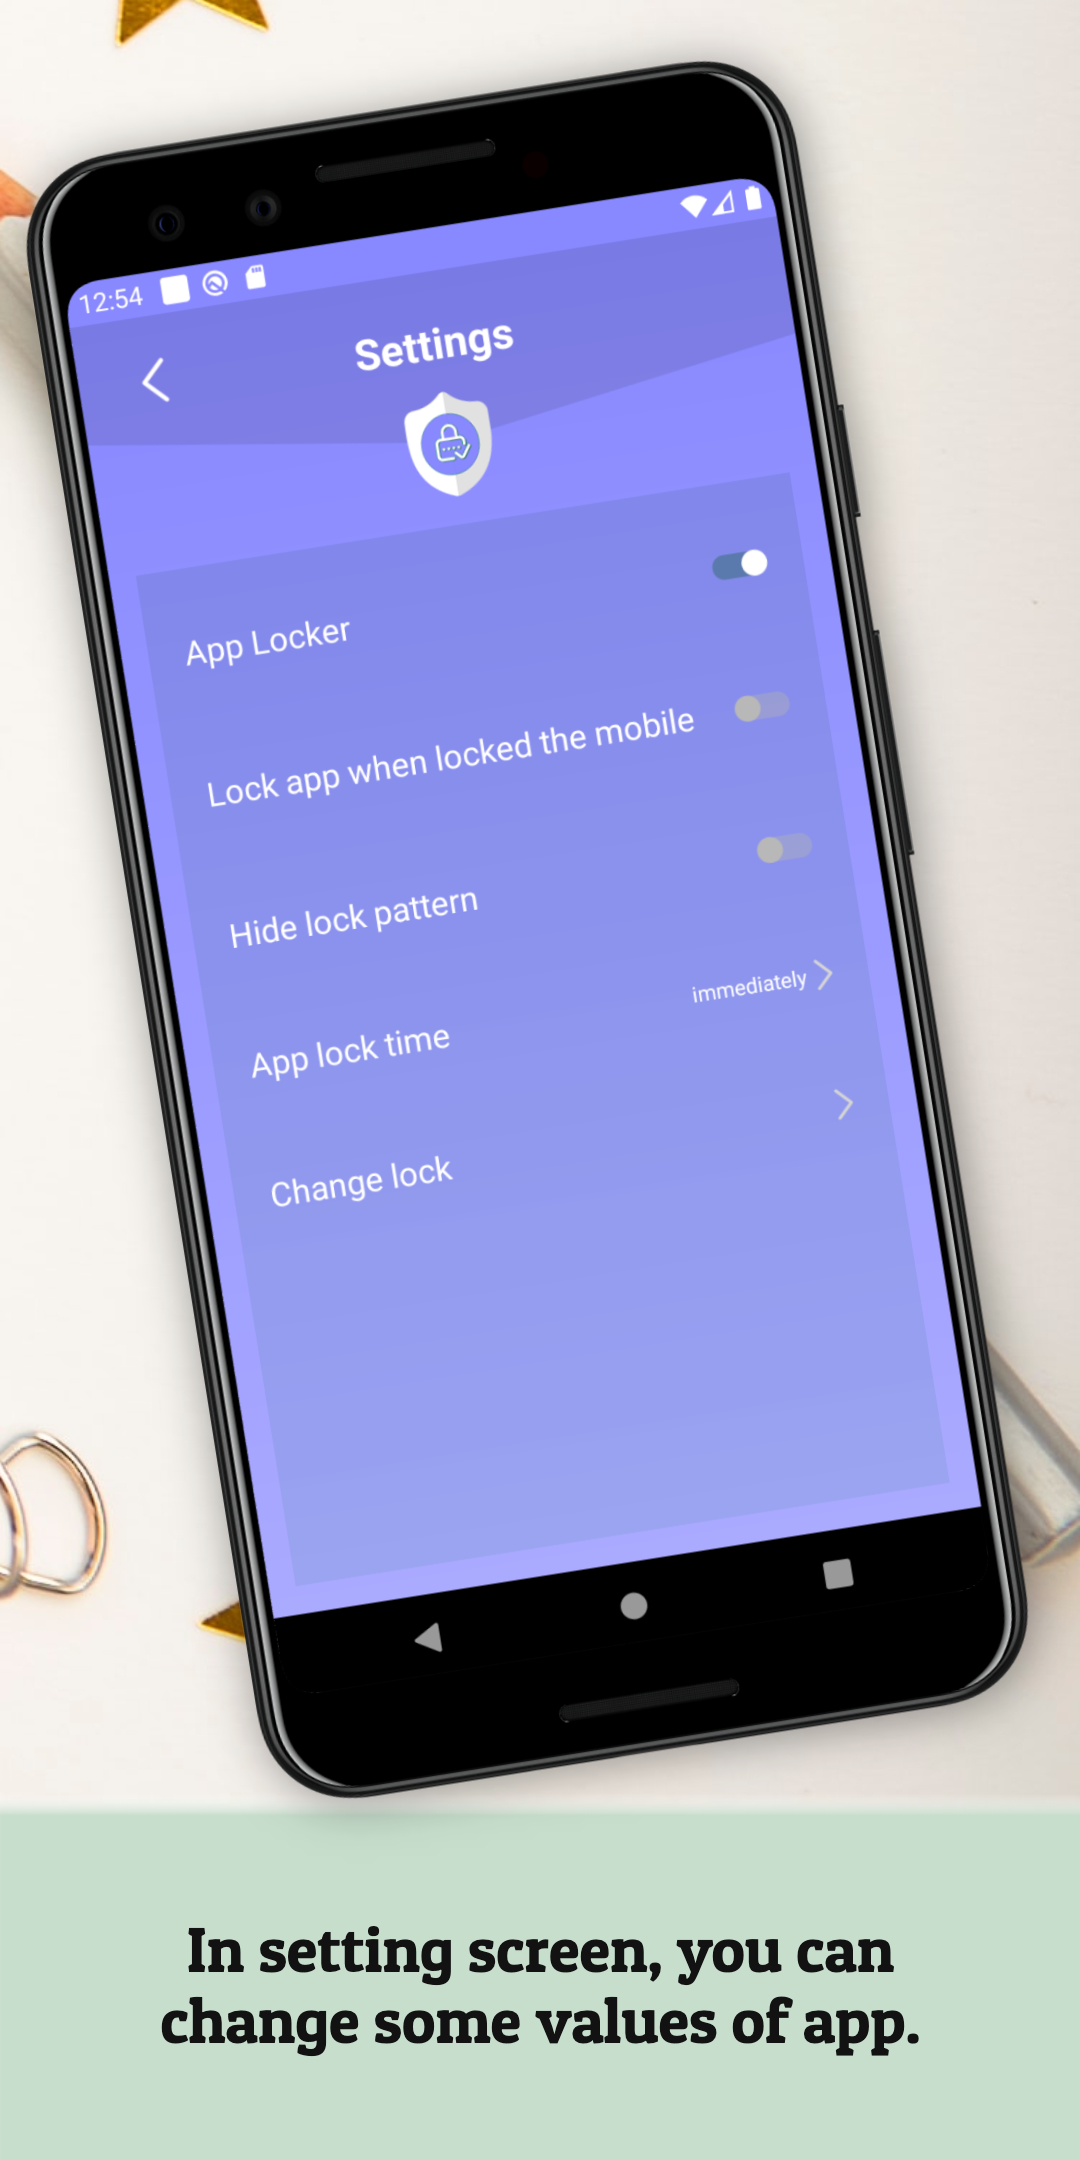 12:54
Settings
App Locker
Lock app when locked the mobile
Hide lock pattern
App lock time
immediately
Change lock
In setting screen, you can
change some values of app.